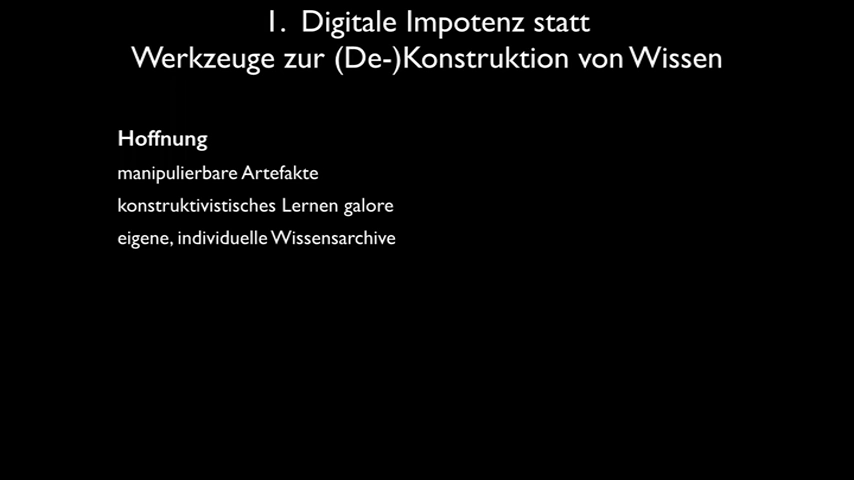 1. Digitale Impotenz statt
Werkzeuge zur (De-)Konstruktion von Wissen
Hoffnung
manipulierbare Artefakte
konstruktivistisches Lernen galore
eigene, individuelle Wissensarchive